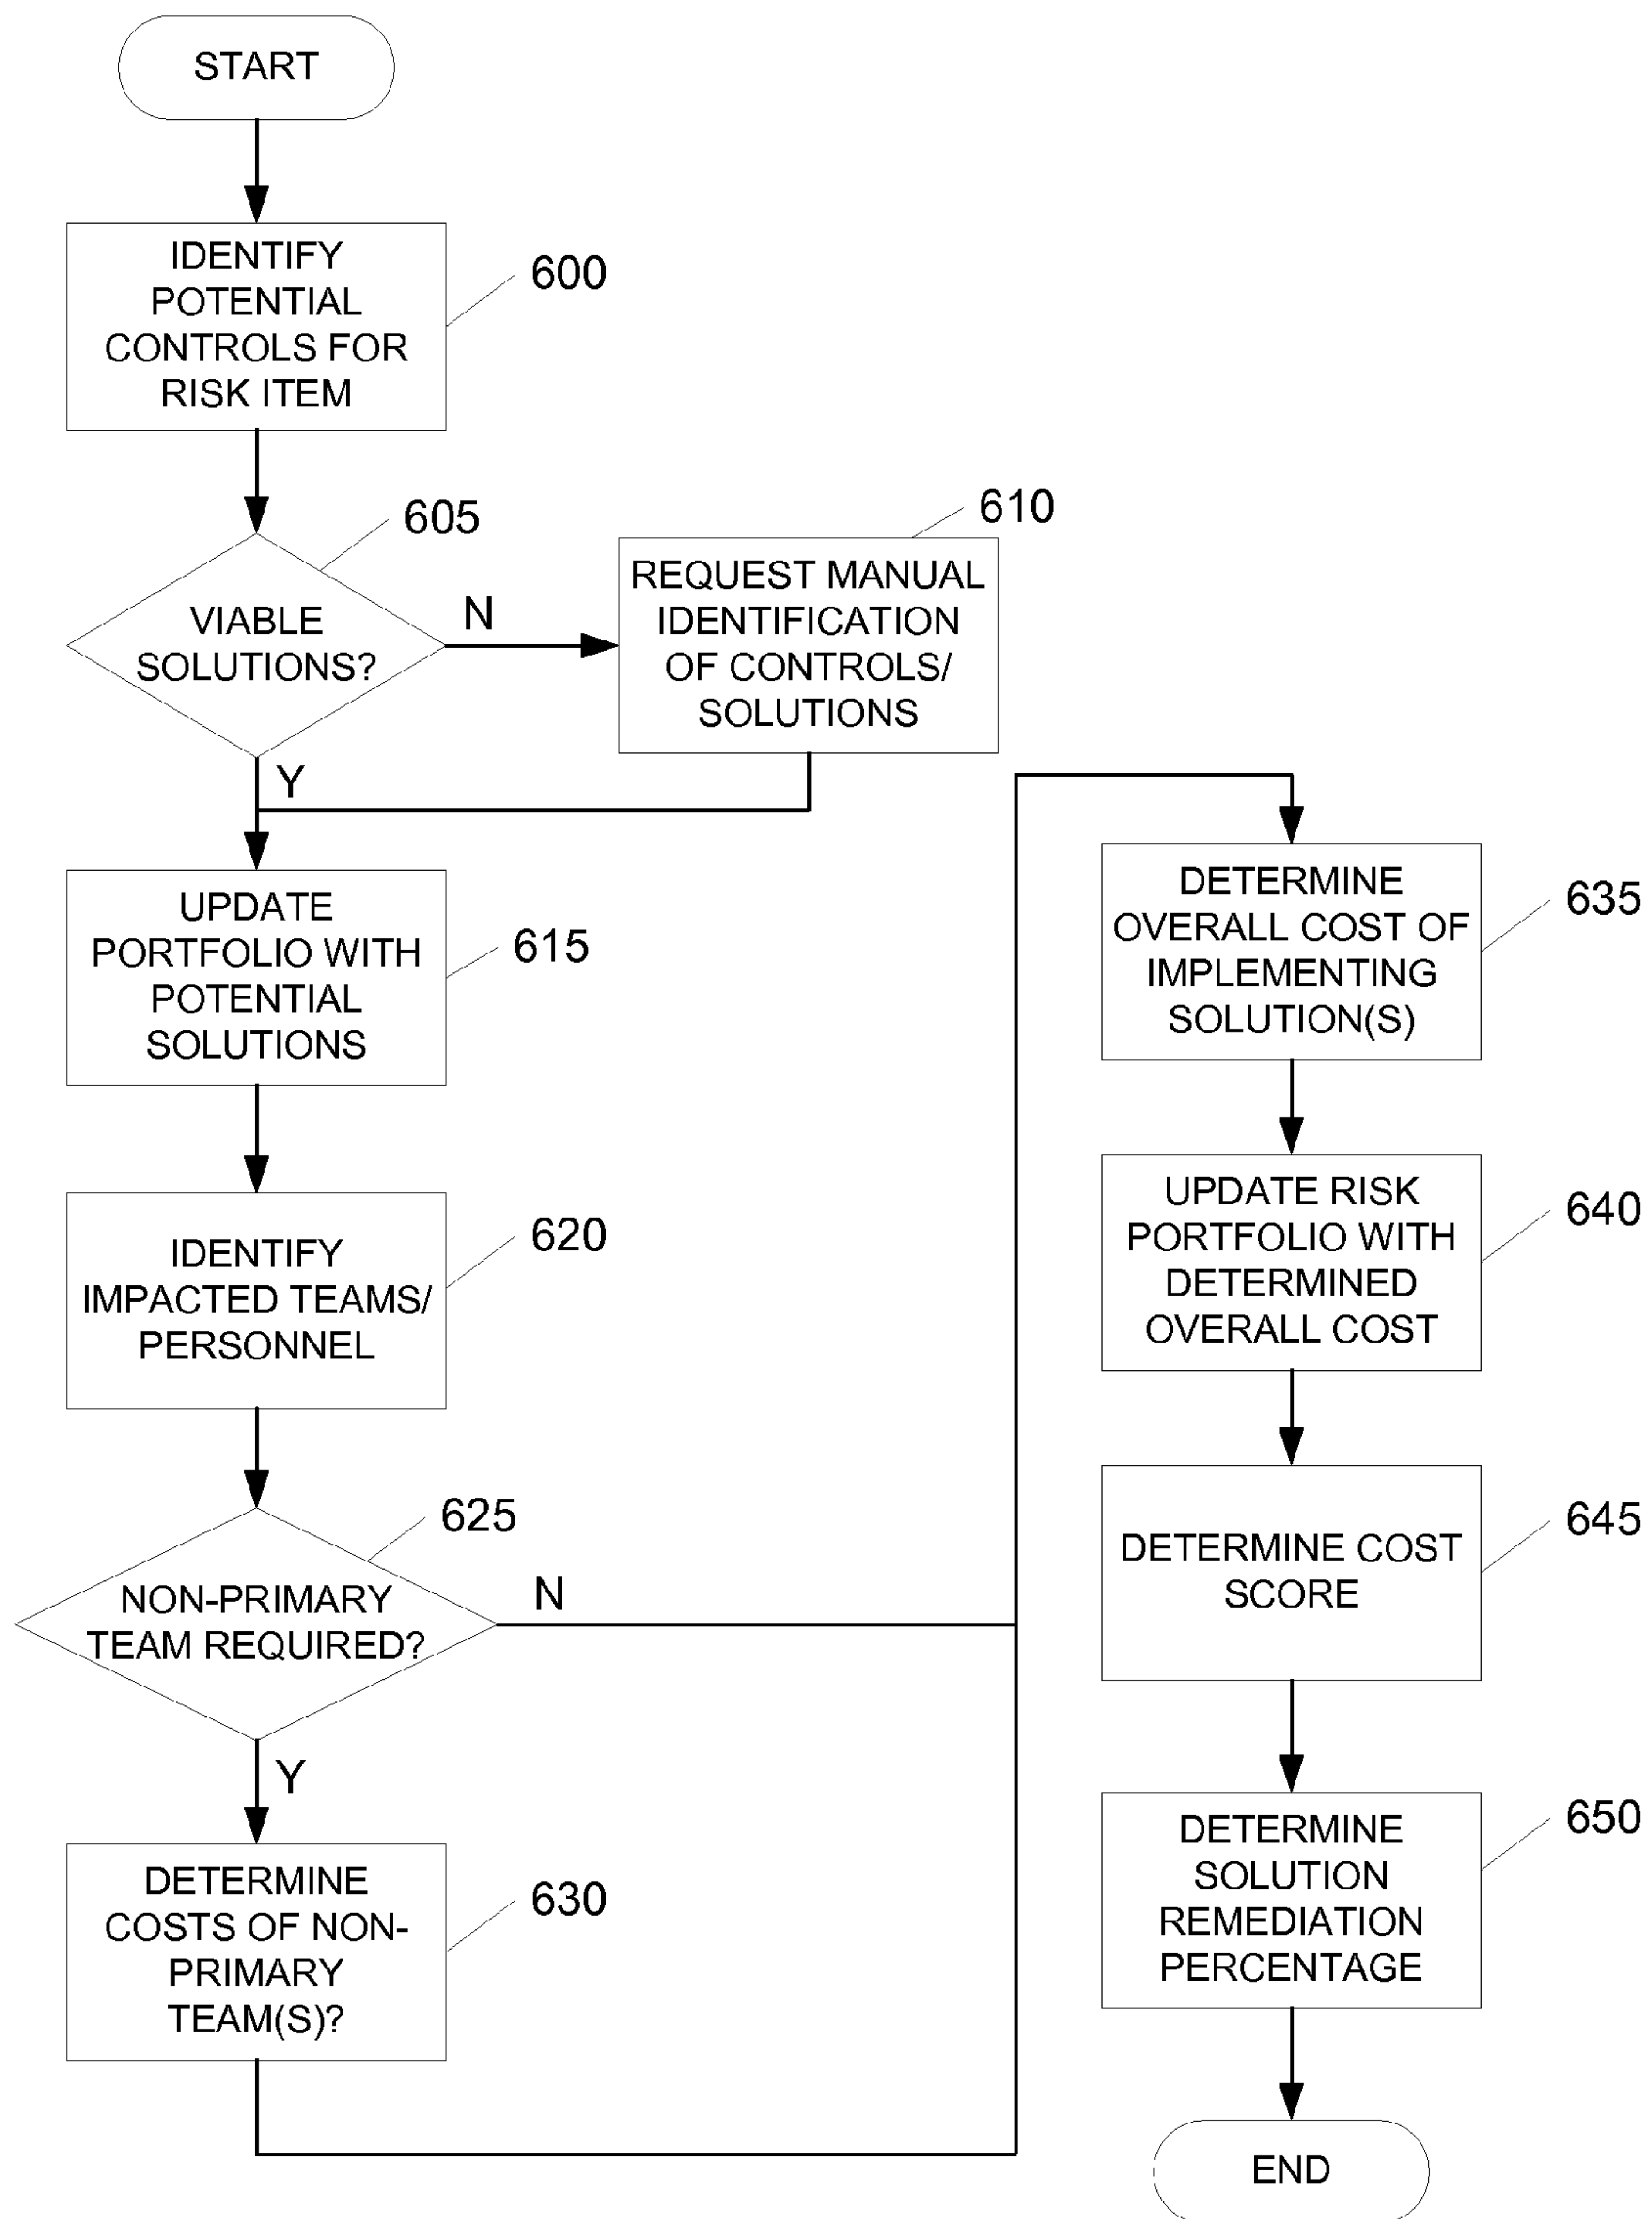 START
IDENTIFY
POTENTIAL
CONTROLS FOR
RISK ITEM
600
605
VIABLE
SOLUTIONS?
N
Y
610
REQUEST MANUAL
IDENTIFICATION
OF CONTROLS/
SOLUTIONS
UPDATE
PORTFOLIO WITH
POTENTIAL
SOLUTIONS
615
IDENTIFY
IMPACTED TEAMS/
PERSONNEL
620
625
NON-PRIMARY
TEAM REQUIRED?
N
Y
DETERMINE
COSTS OF NON-
PRIMARY
TEAM(S)?
630
DETERMINE
OVERALL COST OF
IMPLEMENTING
SOLUTION(S)
635
UPDATE RISK
PORTFOLIO WITH
DETERMINED
OVERALL COST
640
DETERMINE COST
SCORE
645
DETERMINE
SOLUTION
REMEDIATION
PERCENTAGE
650
END